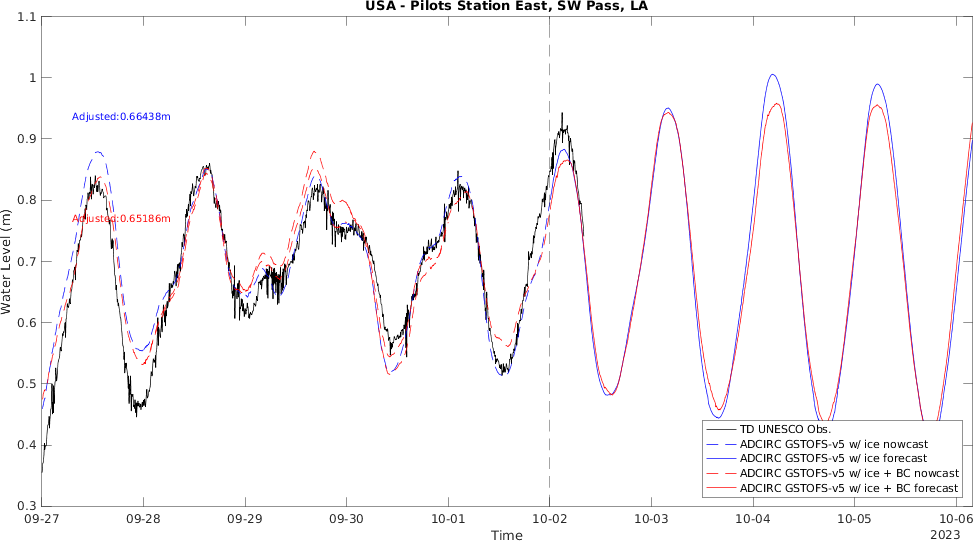 USA - Pilots Station East, SW Pass, LA
1.1
1
0.9
0.8
0.7
0.6
0.5
0.4
0.3
Water Level (m)
Adjusted:0.66438m
Adjusted:0.65186m
TD UNESCO Obs.
ADCIRC GSTOFS-v5 w/ ice nowcast
ADCIRC GSTOFS-v5 w/ ice forecast
ADCIRC GSTOFS-v5 w/ ice + BC nowcast
ADCIRC GSTOFS-v5 w/ ice + BC forecast
09-27 09-28 09-29 09-30 10-01 10-02 10-03 10-04 10-05 10-06
2023
Time